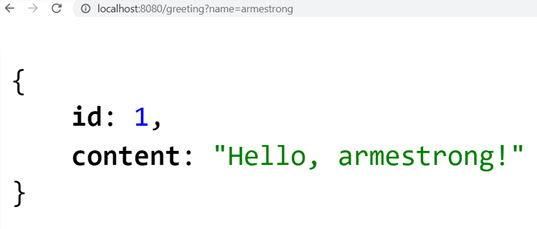 localhost:8080/greeting?name=armestrong
{
id: 1,
content: "Hello, armestrong!"
}